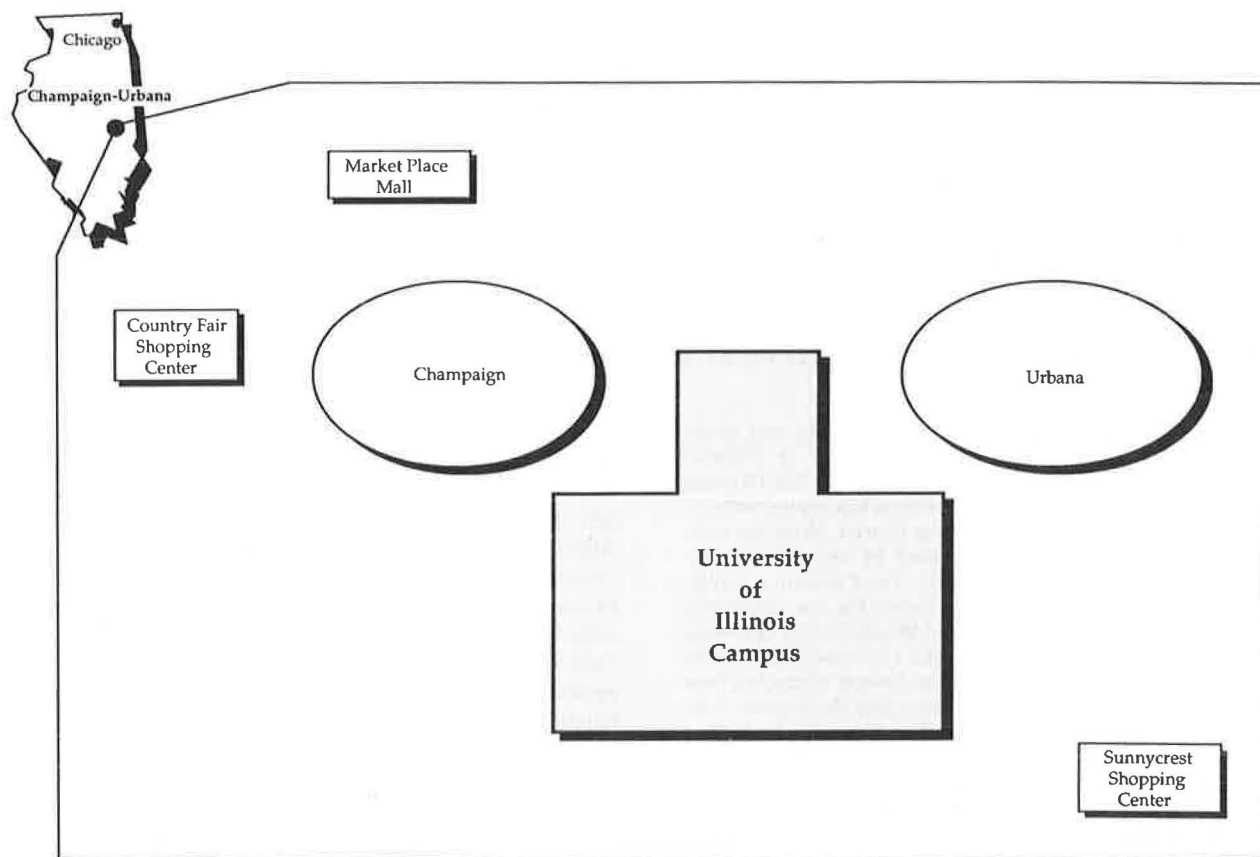 Chicago
Champaign-Urbana
Market Place
Mall
Country Fair
Shopping
Center
Champaign
Urbana
University
of
Illinois
Campus
Sunnycrest
Shopping
Center